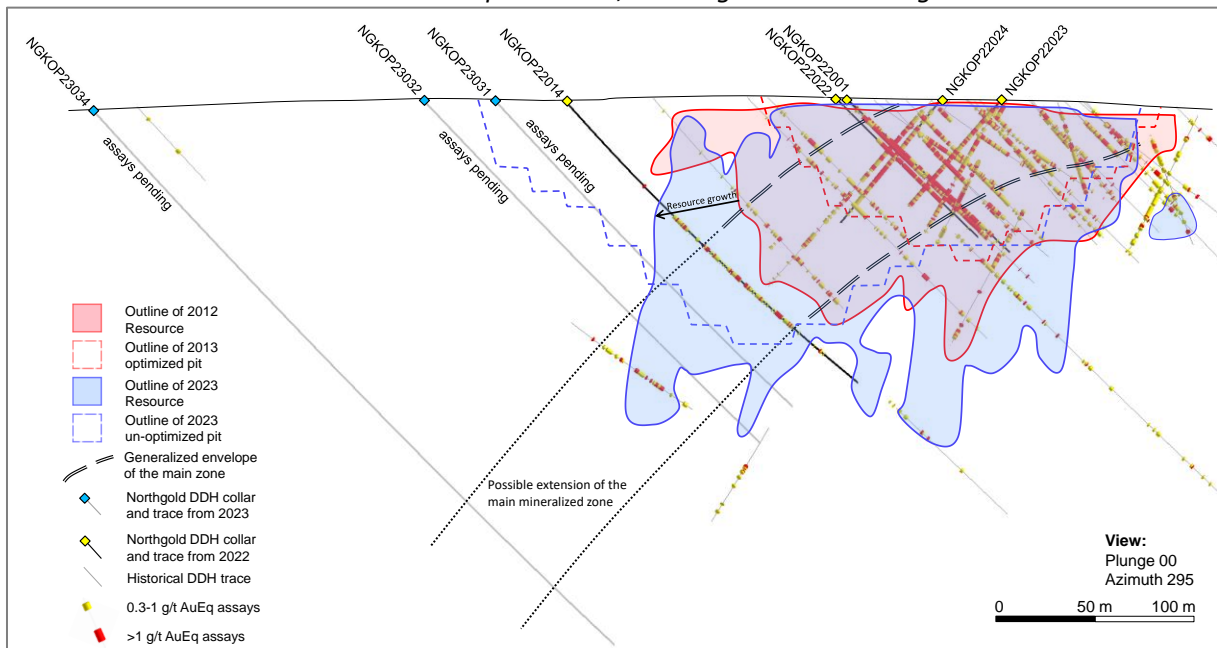 NGKOP23034
NGKOP23032
NGKOP23031
NGKOP22014
NGKOP22001
NGKOP22022
NGKOP22024
NGKOP22023
assays pending
assays pending
assays pending
Resource growth
Outline of 2012
Resource
Outline of 2013
optimized pit
Outline of 2023
Resource
Outline of 2023
un-optimized pit
Generalized envelope
of the main zone
Northgold DDH collar
and trace from 2023
Northgold DDH collar
and trace from 2022
Historical DDH trace
0.3-1 g/t AuEq assays
>1 g/t AuEq assays
Possible extension of the
main mineralized zone
View:
Plunge 00
Azimuth 295
0 50 m 100 m